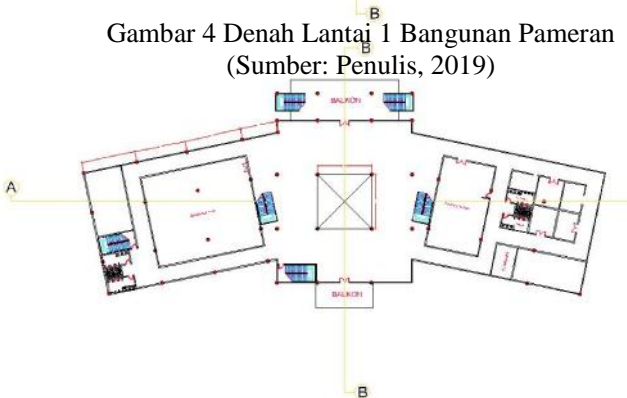 B
Gambar 4 Denah Lantai 1 Bangunan Pameran
B
(Sumber: Penulis, 2019)
BALKON
A
BALKON
B